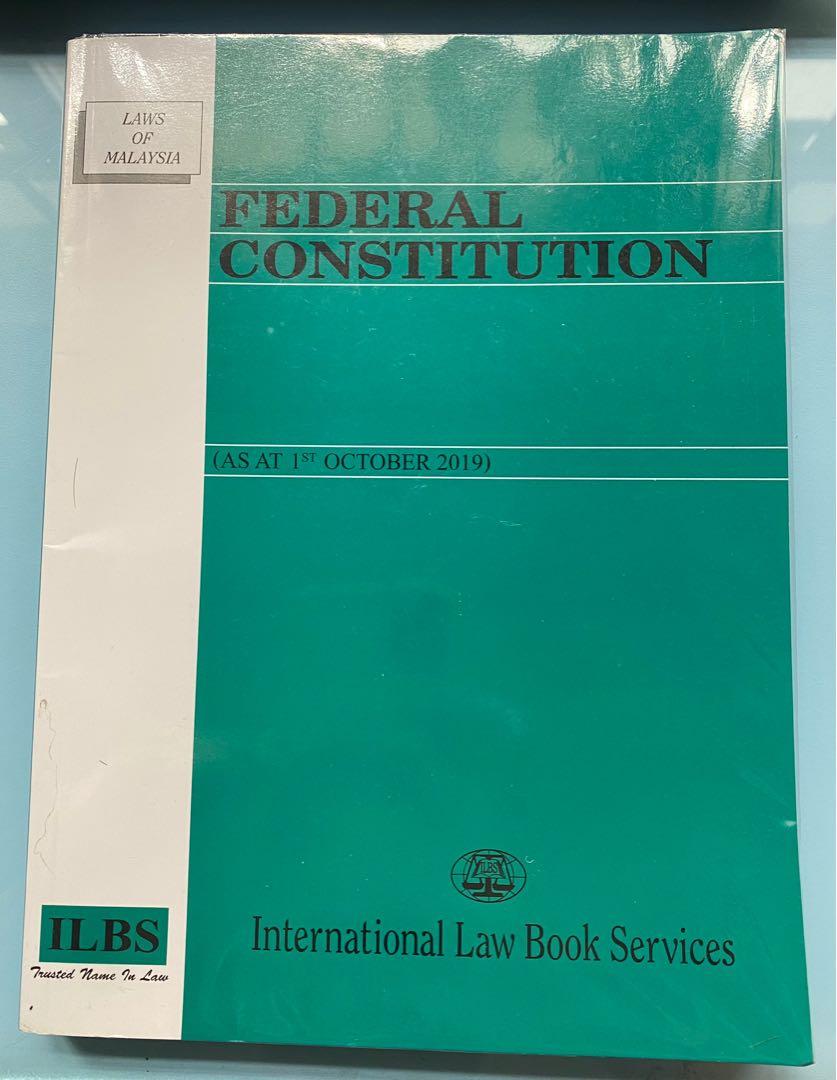 LAWS
OF
MALAYSIA
FEDERAL
CONSTITUTION
(AS AT 1ST OCTOBER 2019)
ILBS
International Law Book Services
ILBS
Trusted Name In Law